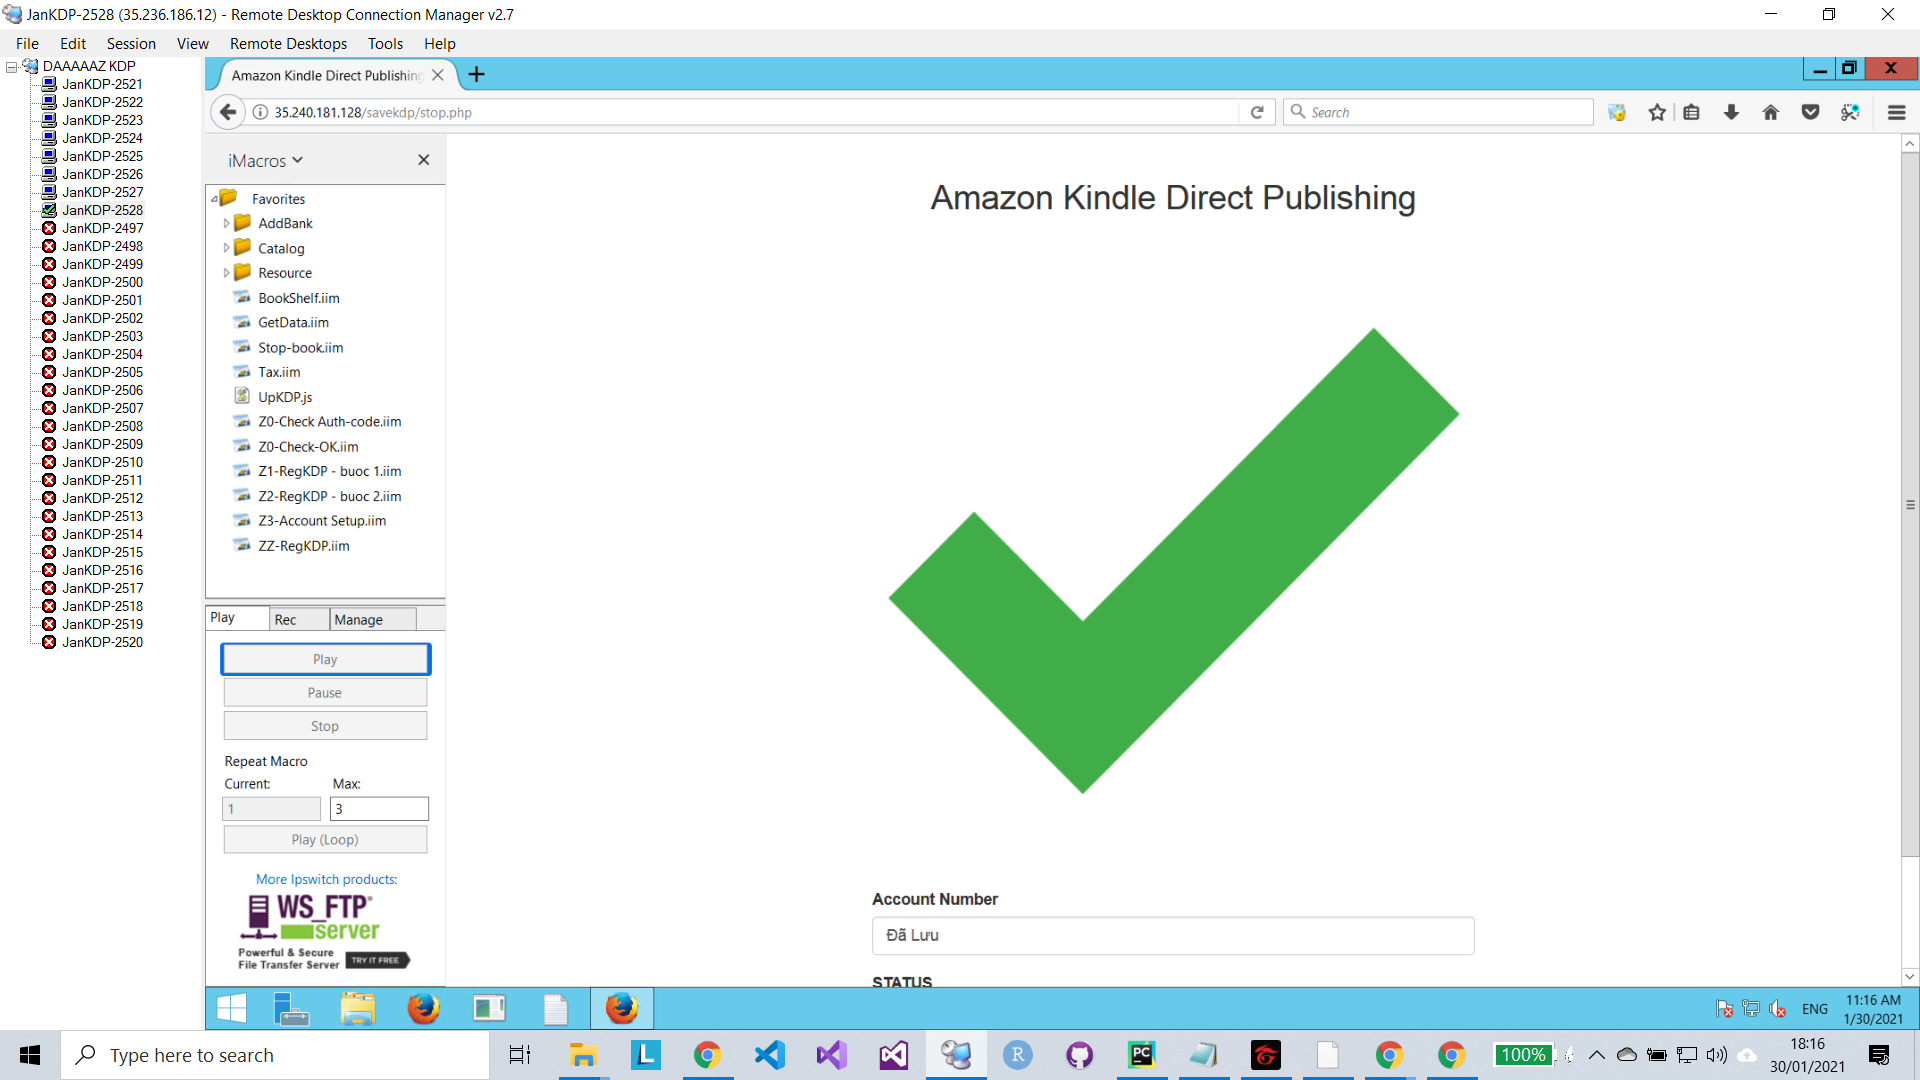 JanKDP-2528 (35.236.186.12) - Remote Desktop Connection Manager v2.7
File Edit Session View Remote Desktops Tools Help
DAAAAAZ KDP
JanKDP-2521
JanKDP-2522
JanKDP-2523
JanKDP-2524
JanKDP-2525
JanKDP-2526
JanKDP-2527
JanKDP-2528
JanKDP-2497
JanKDP-2498
JanKDP-2499
JanKDP-2500
JanKDP-2501
JanKDP-2502
JanKDP-2503
JanKDP-2504
JanKDP-2505
JanKDP-2506
JanKDP-2507
JanKDP-2508
JanKDP-2509
JanKDP-2510
JanKDP-2511
JanKDP-2512
JanKDP-2513
JanKDP-2514
JanKDP-2515
JanKDP-2516
JanKDP-2517
JanKDP-2518
JanKDP-2519
JanKDP-2520
Amazon Kindle Direct Publishing
35.240.181.128/savekdp/stop.php
Search
iMacros
Favorites
AddBank
Catalog
Resource
BookShelf.iim
GetData.iim
Stop-book.iim
Tax.iim
UpKDP.js
Z0-Check Auth-code.iim
Z0-Check-OK.iim
Z1-RegKDP - buoc 1.iim
Z2-RegKDP - buoc 2.iim
Z3-Account Setup.iim
ZZ-RegKDP.iim
Play Rec Manage
Play
Pause
Stop
Repeat Macro
Current: Max:
1 3
Play (Loop)
More Ipswitch products:
WS_FTP®
server
Powerful & Secure
File Transfer Server TRY IT FREE
Amazon Kindle Direct Publishing
Account Number
Đã Lưu
STATUS
ENG
11:16 AM
1/30/2021
Type here to search
L
R
PC
100%
18:16
30/01/2021